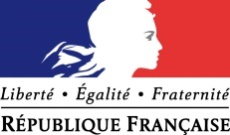 Liberté • Égalité • Fraternité
RÉPUBLIQUE FRANÇAISE